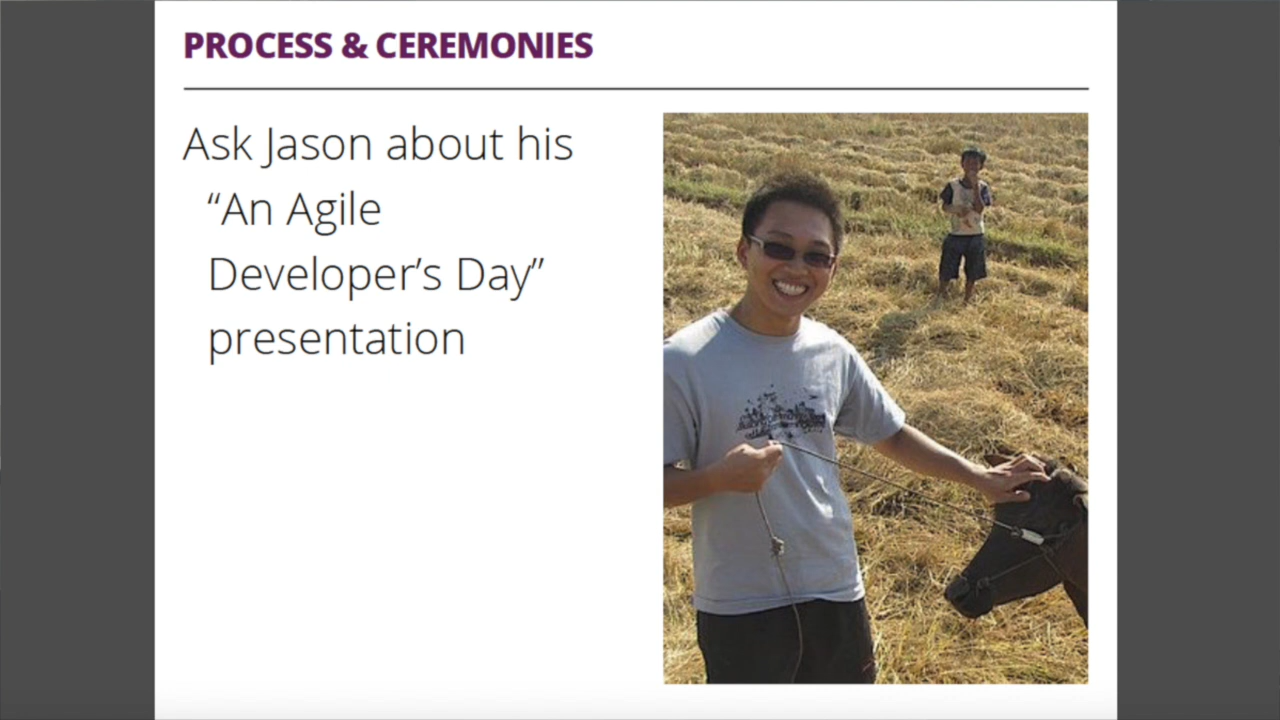 PROCESS & CEREMONIES
Ask Jason about his
“An Agile
Developer’s Day”
presentation